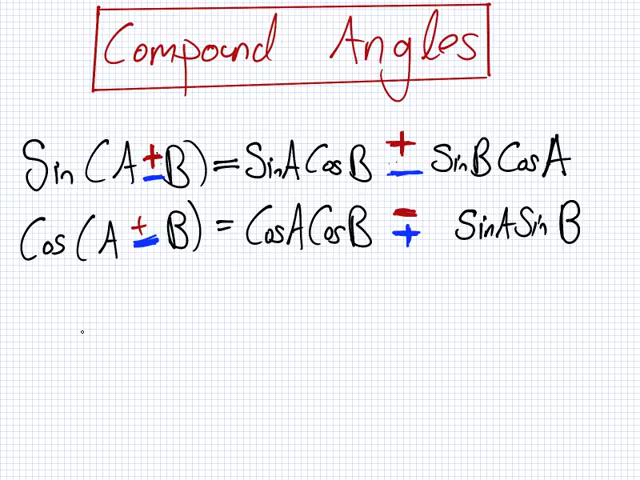 Compound Angles
Sin(A ± B) = SinA CosB ± SinB CosA
Cos(A ± B) = CosA CosB ∓ SinA Sin B